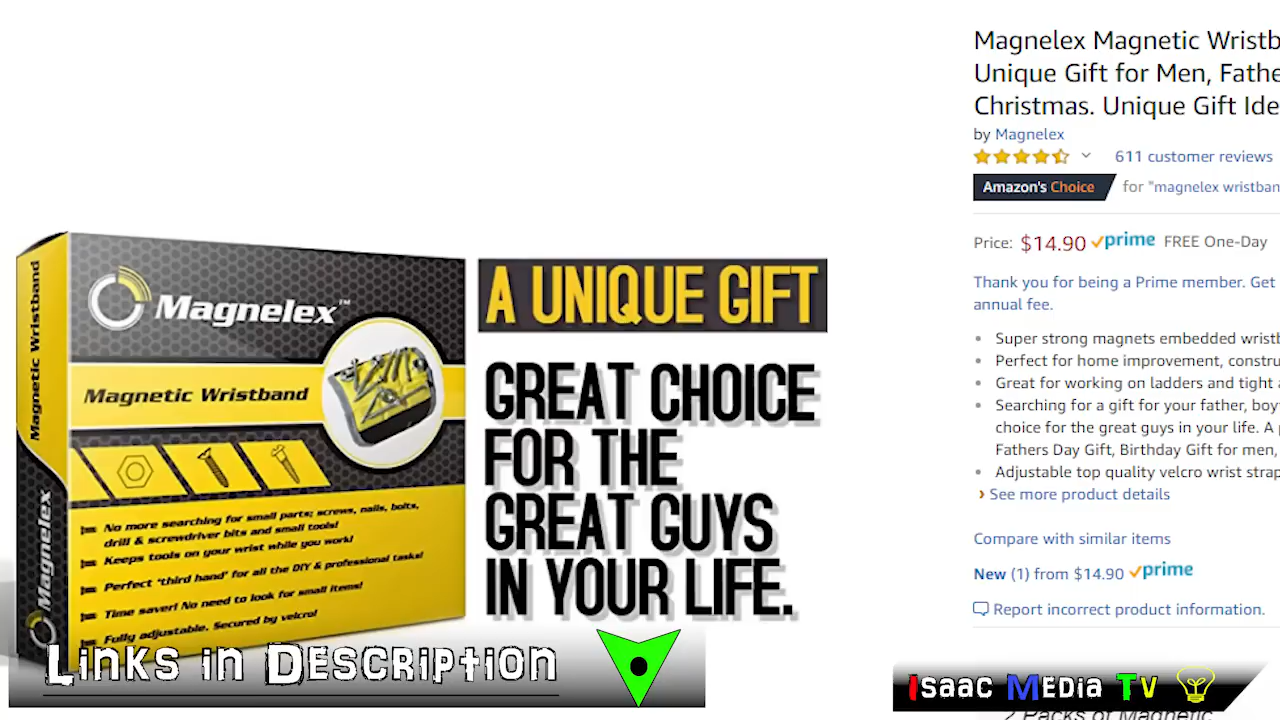 Magnelex Magnetic Wristb
Unique Gift for Men, Fathe
Christmas. Unique Gift Ide
by Magnelex
611 customer reviews
Amazon's Choice for "magnelex wristban
Price: $14.90 prime FREE One-Day
Thank you for being a Prime member. Get
annual fee.
Super strong magnets embedded wristb
Perfect for home improvement, constru
Great for working on ladders and tight a
Searching for a gift for your father, boy
choice for the great guys in your life. A p
Fathers Day Gift, Birthday Gift for men,
Adjustable top quality velcro wrist strap
› See more product details
Compare with similar items
New (1) from $14.90 prime
Report incorrect product information.
2 Packs of Magnetic
Magnetic Wristband
Magnelex
Magnelex™
Magnetic Wristband
No more searching for small parts; screws, nails, bolts,
drill & screwdriver bits and small tools!
Keeps tools on your wrist while you work!
Perfect 'third hand' for all the DIY & professional tasks!
Time saver! No need to look for small items!
Fully adjustable. Secured by velcro!
A UNIQUE GIFT
GREAT CHOICE
FOR THE
GREAT GUYS
IN YOUR LIFE.
Links in Description
Isaac Media Tv